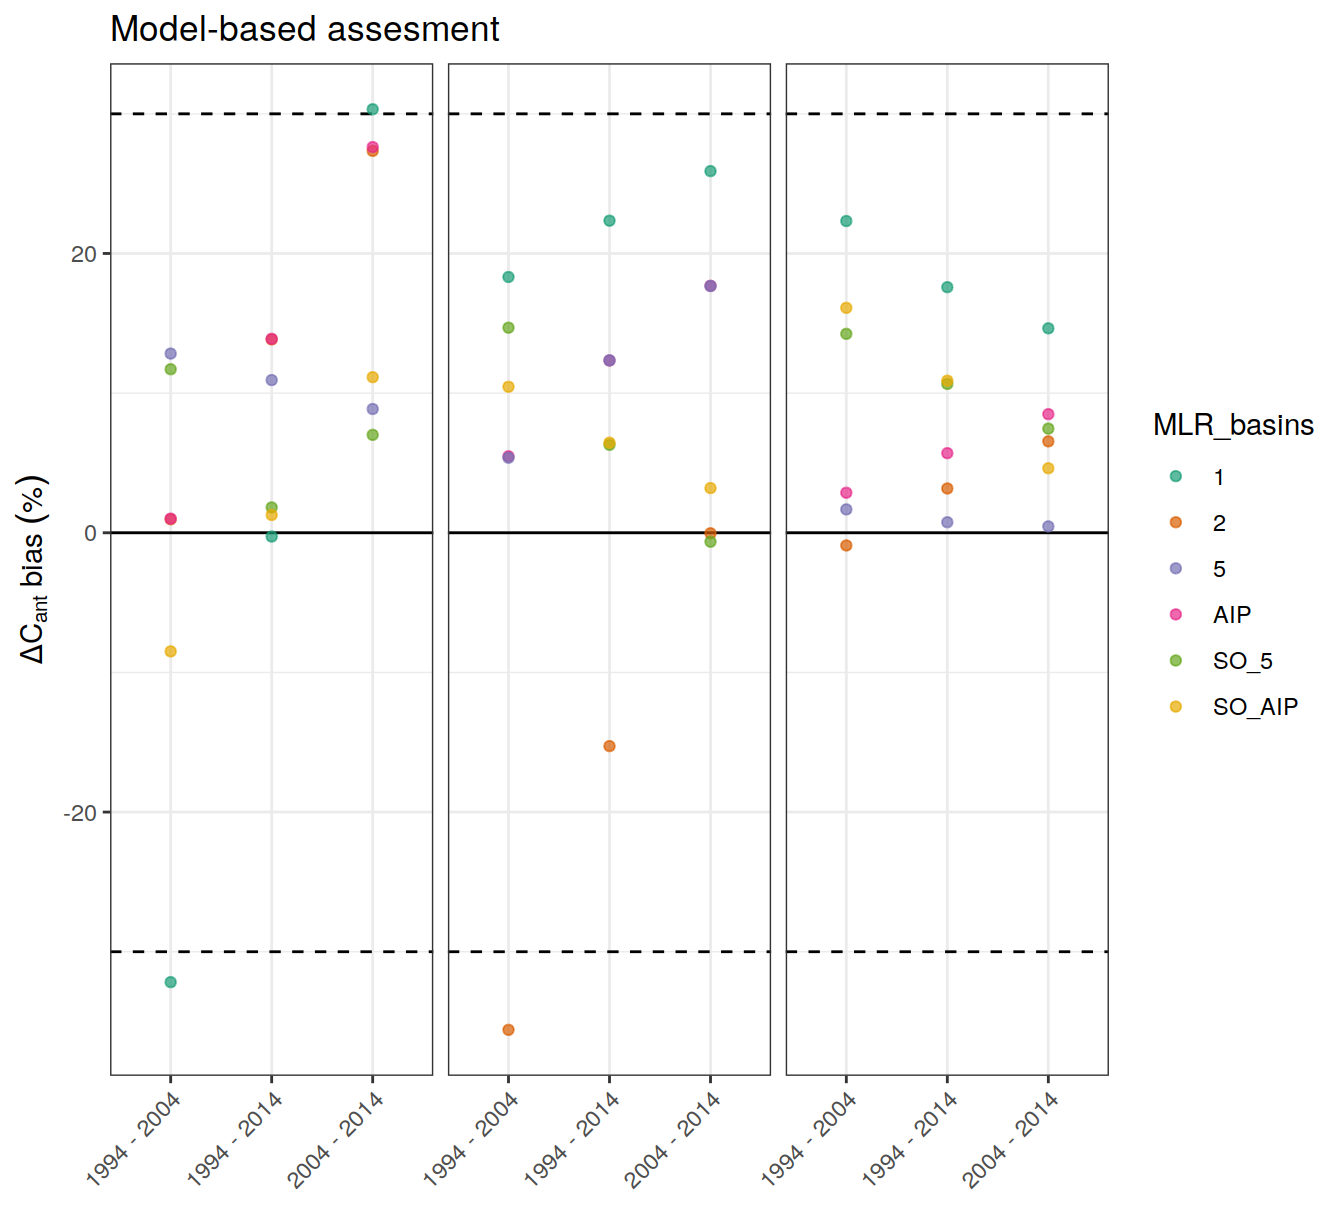 Model-based assesment
ΔCant bias (%)
20
0
-20
1994 - 2004
1994 - 2014
2004 - 2014
1994 - 2004
1994 - 2014
2004 - 2014
1994 - 2004
1994 - 2014
2004 - 2014
MLR_basins
1
2
5
AIP
SO_5
SO_AIP